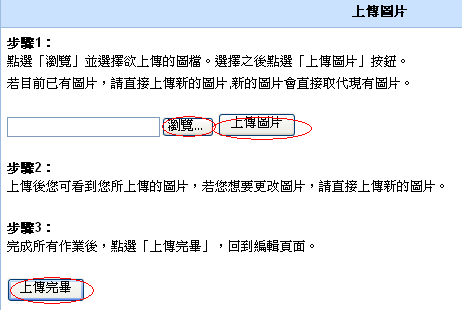 上傳圖片
步驟1：
點選「瀏覽」並選擇欲上傳的圖檔。選擇之後點選「上傳圖片」按鈕。
若目前已有圖片，請直接上傳新的圖片.新的圖片會直接取代現有圖片。
瀏覽... 上傳圖片
步驟2：
上傳後您可看到您所上傳的圖片，若您想要更改圖片，請直接上傳新的圖片。
步驟3：
完成所有作業後，點選「上傳完畢」，回到編輯頁面。
上傳完畢